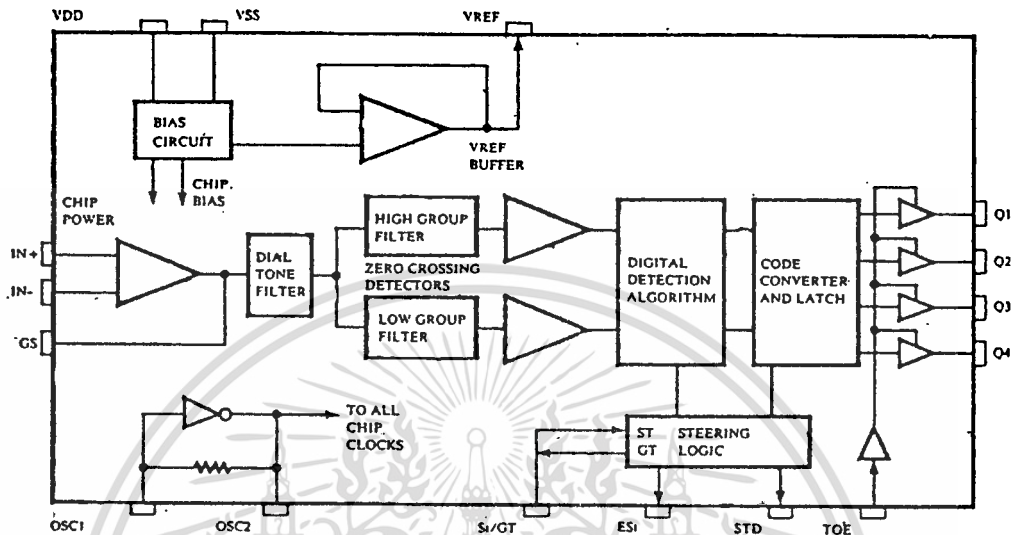 VDD
VSS
VREF
BIAS
CIRCUIT
VREF
BUFFER
CHIP.
BIAS
CHIP
POWER
IN+
IN-
GS
DIAL
TONE
FILTER
HIGH GROUP
FILTER
ZERO CROSSING
DETECTORS
LOW GROUP
FILTER
DIGITAL
DETECTION
ALGORITHM
CODE
CONVERTER
AND LATCH
Q1
Q2
Q3
Q4
TO ALL
CHIP.
CLOCKS
ST STEERING
GT LOGIC
OSC1
OSC2
St/GT
ESt
STD
TOE